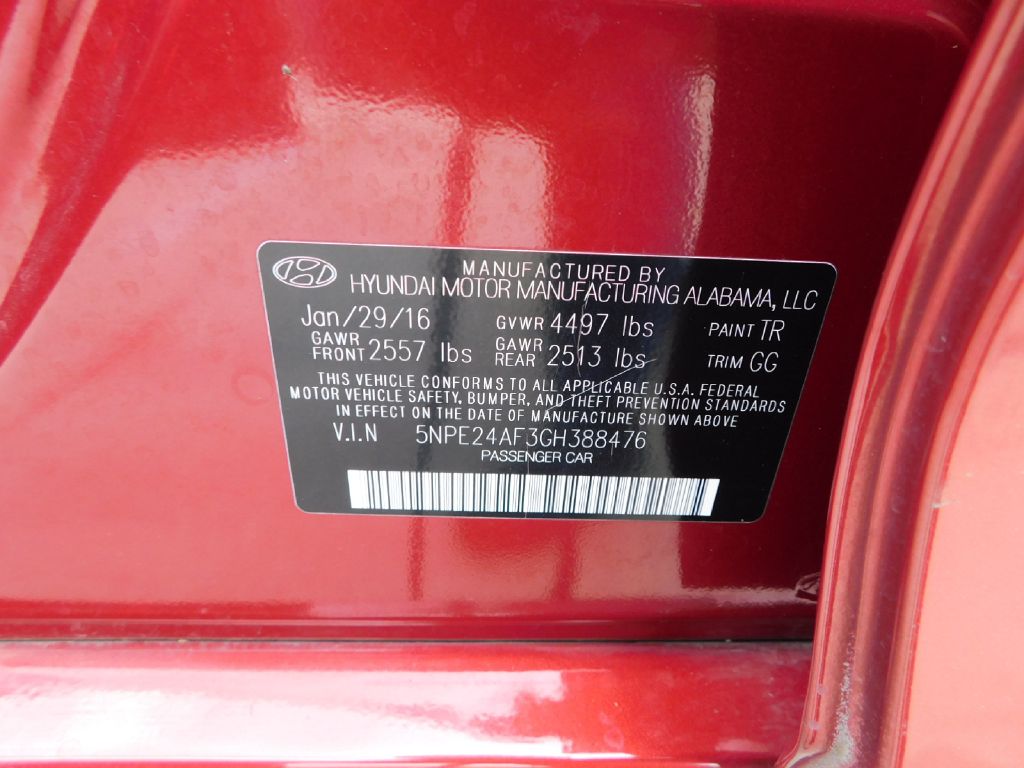 MANUFACTURED BY
HYUNDAI MOTOR MANUFACTURING ALABAMA, LLC
Jan/29/16 GVWR 4497 lbs PAINT TR
GAWR FRONT 2557 lbs GAWR REAR 2513 lbs TRIM GG
THIS VEHICLE CONFORMS TO ALL APPLICABLE U.S.A. FEDERAL
MOTOR VEHICLE SAFETY, BUMPER, AND THEFT PREVENTION STANDARDS
IN EFFECT ON THE DATE OF MANUFACTURE SHOWN ABOVE
V.I.N 5NPE24AF3GH388476
PASSENGER CAR